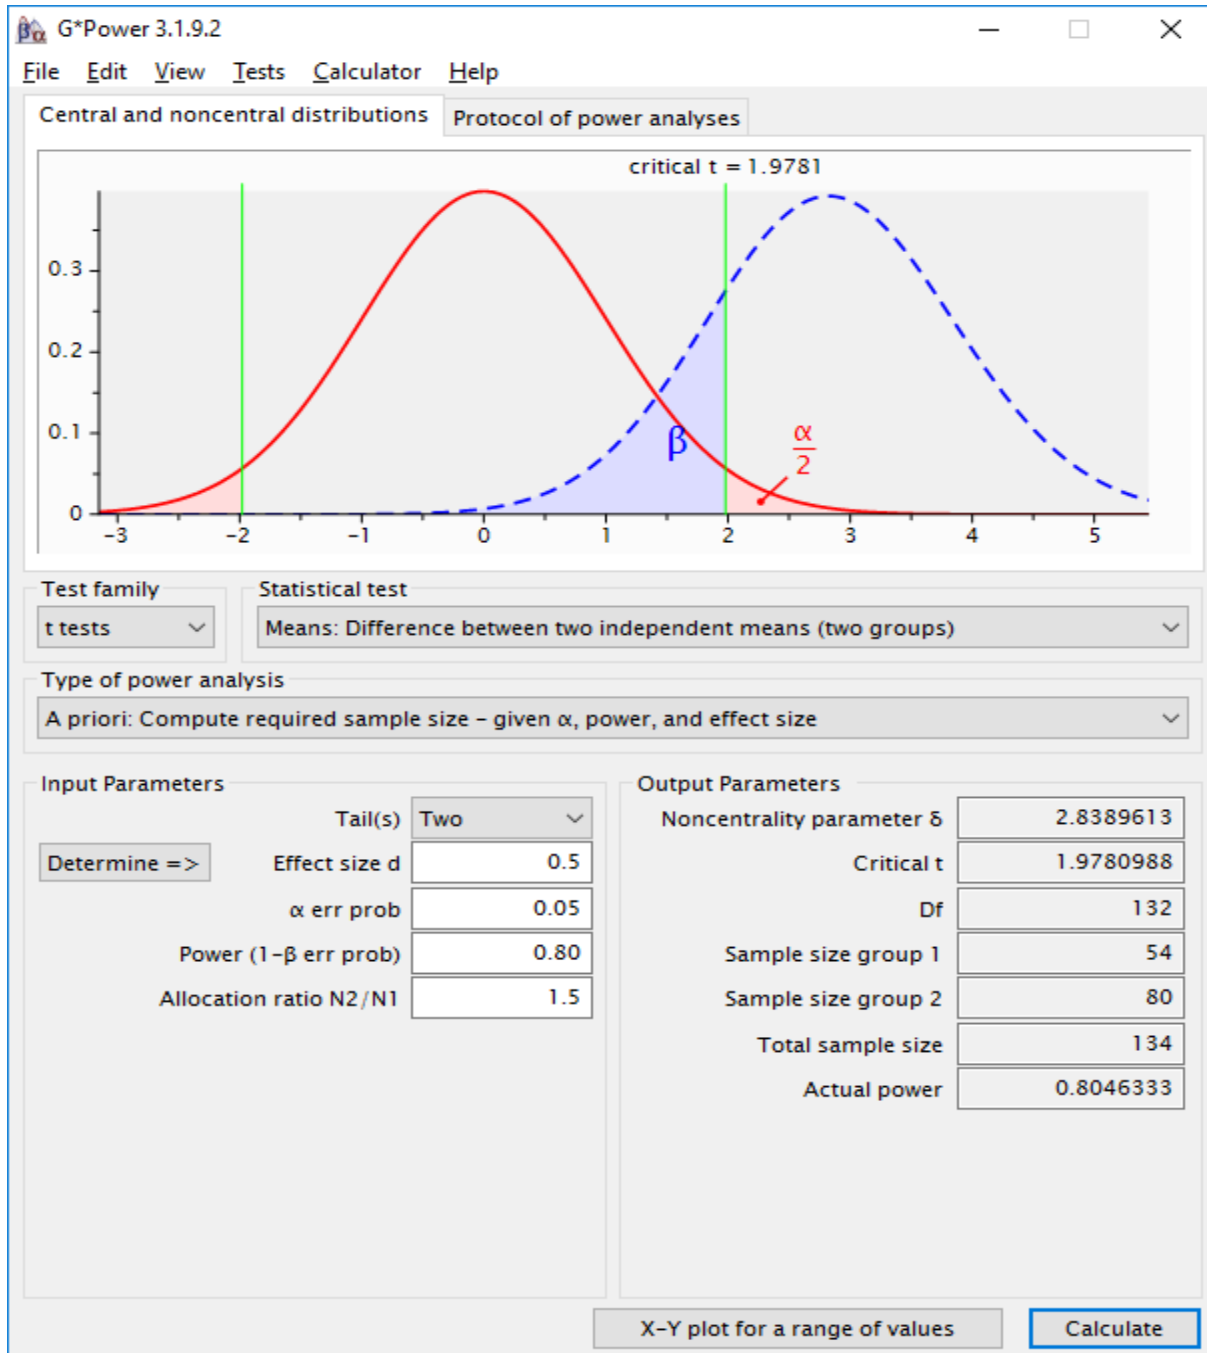 G*Power 3.1.9.2
File Edit View Tests Calculator Help
Central and noncentral distributions Protocol of power analyses
critical t = 1.9781
0.3
0.2
0.1
0
β
α
2
-3 -2 -1 0 1 2 3 4 5
Test family Statistical test
t tests Means: Difference between two independent means (two groups)
Type of power analysis
A priori: Compute required sample size – given α, power, and effect size
Input Parameters Output Parameters
Tail(s) Two Noncentrality parameter δ 2.8389613
Determine => Effect size d 0.5 Critical t 1.9780988
α err prob 0.05 Df 132
Power (1-β err prob) 0.80 Sample size group 1 54
Allocation ratio N2/N1 1.5 Sample size group 2 80
Total sample size 134
Actual power 0.8046333
X-Y plot for a range of values Calculate